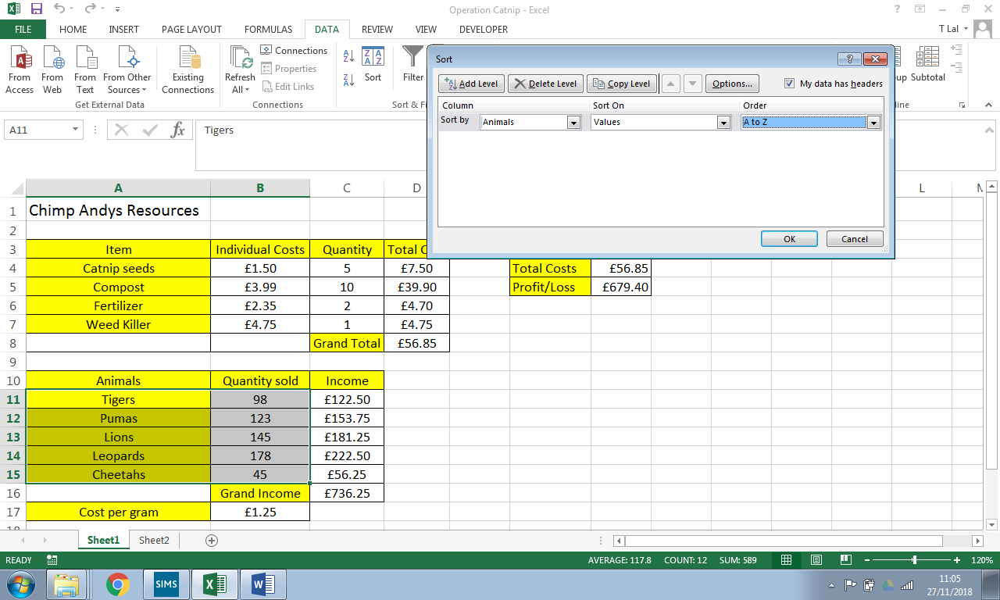 Operation Catnip - Excel
FILE HOME INSERT PAGE LAYOUT FORMULAS DATA REVIEW VIEW DEVELOPER T Lal
From Access
From Web
From Text
From Other Sources
Existing Connections
Refresh All
Connections
Properties
Edit Links
Sort
Filter
Subtotal
Get External Data
Connections
Sort & Fi
line
Sort
Add Level Delete Level Copy Level Options... My data has headers
Column Sort On Order
Sort by Animals Values A to Z
OK Cancel
A11 fx Tigers
A B C D L
1 Chimp Andys Resources
2
3 Item Individual Costs Quantity Total C
4 Catnip seeds £1.50 5 £7.50 Total Costs £56.85
5 Compost £3.99 10 £39.90 Profit/Loss £679.40
6 Fertilizer £2.35 2 £4.70
7 Weed Killer £4.75 1 £4.75
8 Grand Total £56.85
9
10 Animals Quantity sold Income
11 Tigers 98 £122.50
12 Pumas 123 £153.75
13 Lions 145 £181.25
14 Leopards 178 £222.50
15 Cheetahs 45 £56.25
16 Grand Income £736.25
17 Cost per gram £1.25
Sheet1 Sheet2
READY AVERAGE: 117.8 COUNT: 12 SUM: 589 120%
SIMS
11:05
27/11/2018